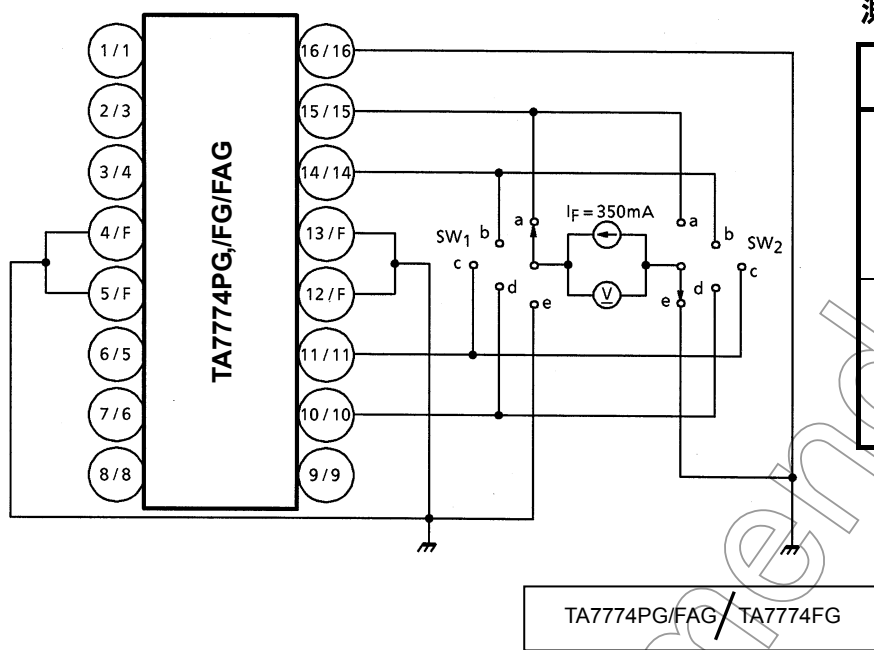 測
1/1
16/16
2/3
15/15
3/4
14/14
4/F
13/F
5/F
12/F
6/5
11/11
7/6
10/10
8/8
9/9
TA7774PG,/FG/FAG
SW1
a
b
c
d
e
IF=350mA
V
SW2
a
b
c
d
e
mend
TA7774PG/FAG / TA7774FG